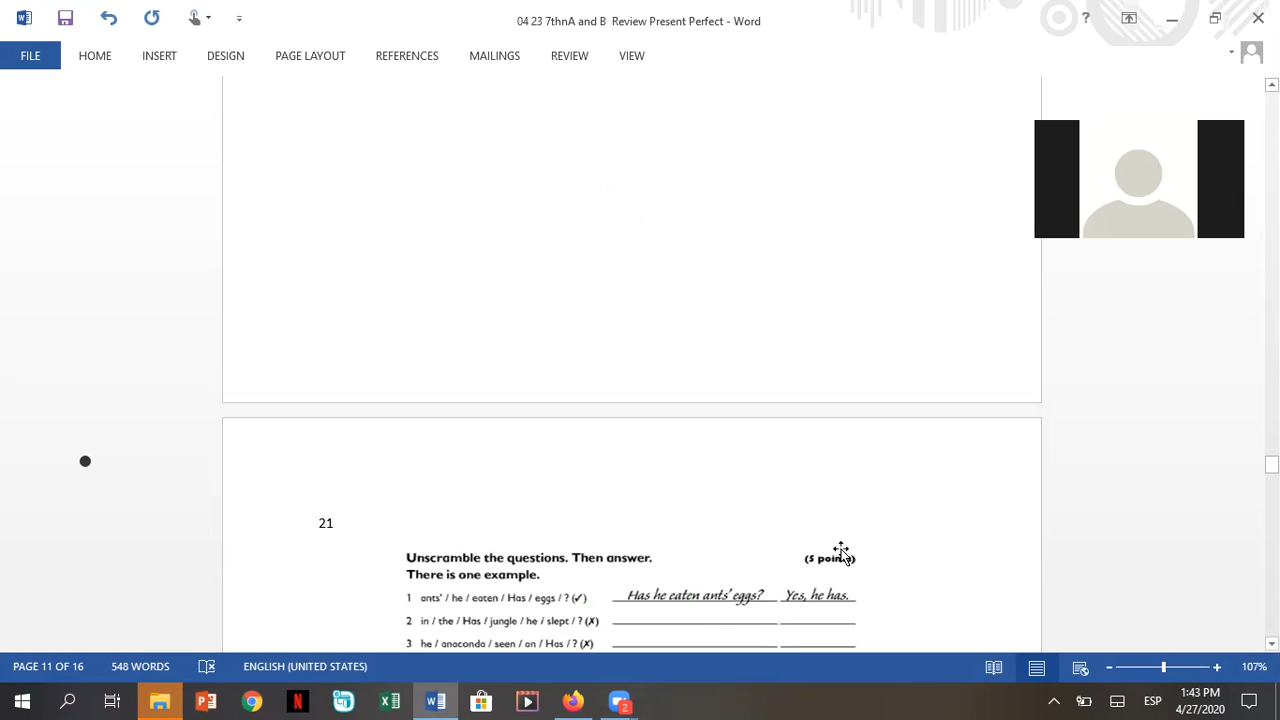 04 23 7thnA and B  Review Present Perfect - Word
?
FILE HOME INSERT DESIGN PAGE LAYOUT REFERENCES MAILINGS REVIEW VIEW
21
Unscramble the questions. Then answer. (5 points)
There is one example.
1 ants' / he / eaten / Has / eggs / ? (✓) Has he eaten ants' eggs? Yes, he has.
2 in / the / Has / jungle / he / slept / ? (✗)
3 he / anaconda / seen / an / Has / ? (✗)
PAGE 11 OF 16 548 WORDS ENGLISH (UNITED STATES) 107%
2
ESP
1:43 PM
4/27/2020